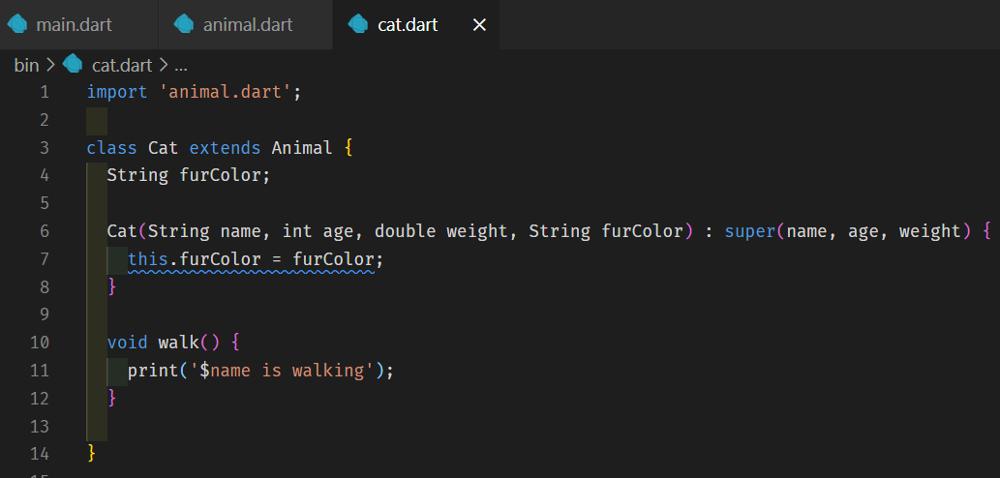 main.dart animal.dart cat.dart ×
bin > cat.dart > ...
1 import 'animal.dart';
2
3 class Cat extends Animal {
4 String furColor;
5
6 Cat(String name, int age, double weight, String furColor) : super(name, age, weight) {
7 this.furColor = furColor;
8 }
9
10 void walk() {
11 print('$name is walking');
12 }
13
14 }
15